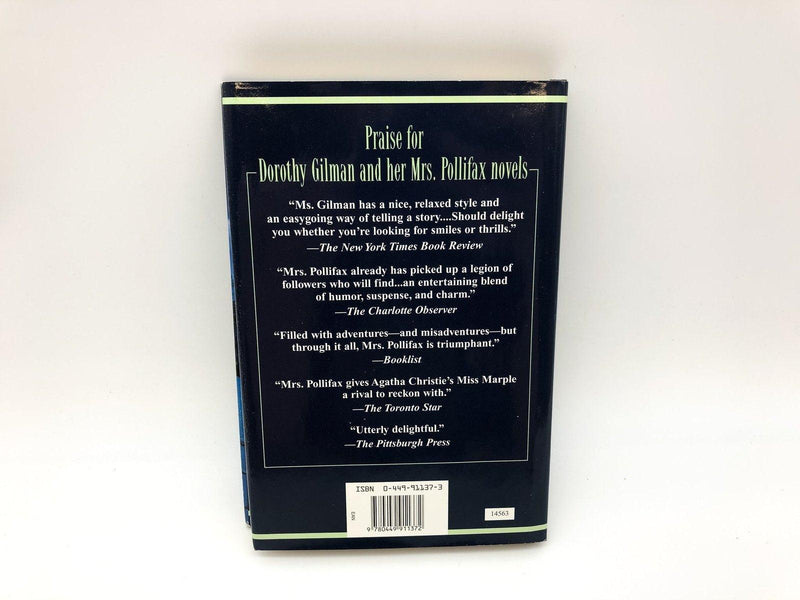 Praise for
Dorothy Gilman and her Mrs. Pollifax novels
“Ms. Gilman has a nice, relaxed style and
an easygoing way of telling a story....Should delight
you whether you’re looking for smiles or thrills.”
—The New York Times Book Review
“Mrs. Pollifax already has picked up a legion of
followers who will find...an entertaining blend
of humor, suspense, and charm.”
—The Charlotte Observer
“Filled with adventures—and misadventures—but
through it all, Mrs. Pollifax is triumphant.”
—Booklist
“Mrs. Pollifax gives Agatha Christie’s Miss Marple
a rival to reckon with.”
—The Toronto Star
“Utterly delightful.”
—The Pittsburgh Press
ISBN 0-449-91137-3
EAN
9 780449 911372
14563